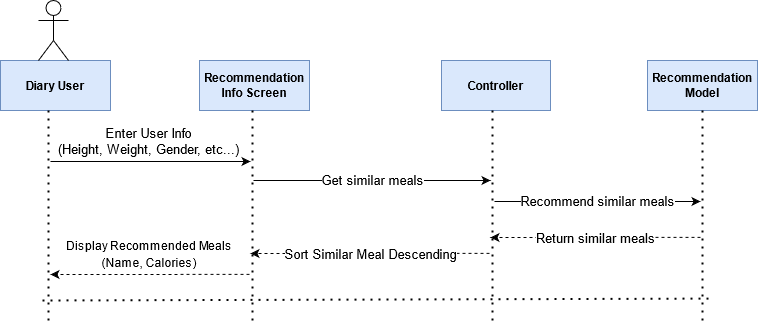 Diary User
Recommendation
Info Screen
Controller
Recommendation
Model
Enter User Info
(Height, Weight, Gender, etc...)
Get similar meals
Recommend similar meals
Return similar meals
Sort Similar Meal Descending
Display Recommended Meals
(Name, Calories)